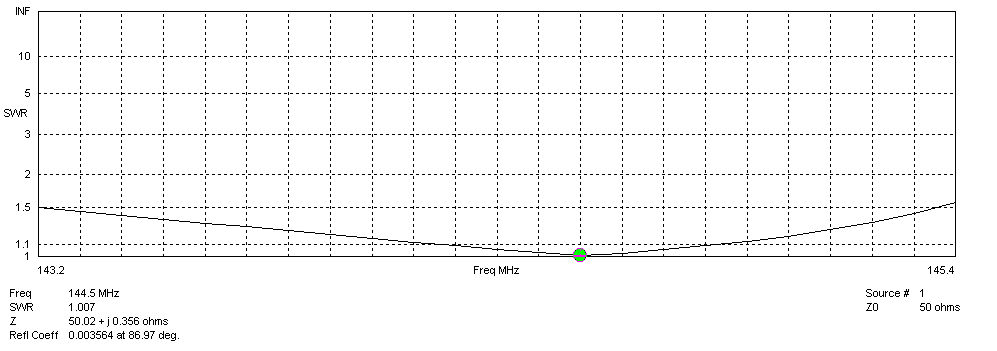 INF
10
5
SWR
3
2
1.5
1.1
1
143.2 Freq MHz 145.4
Freq 144.5 MHz Source # 1
SWR 1.007 Z0 50 ohms
Z 50.02 + j 0.356 ohms
Refl Coeff 0.003564 at 86.97 deg.